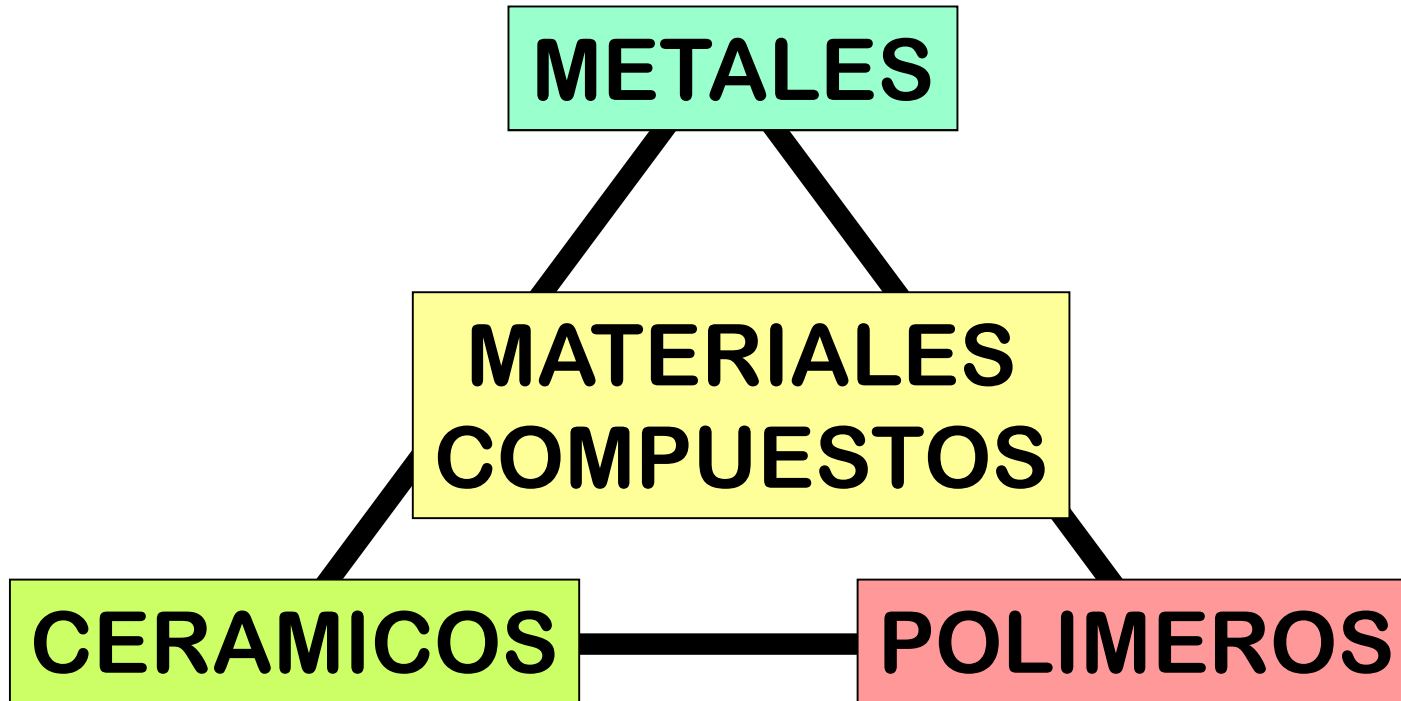 METALES
MATERIALES
COMPUESTOS
CERAMICOS
POLIMEROS